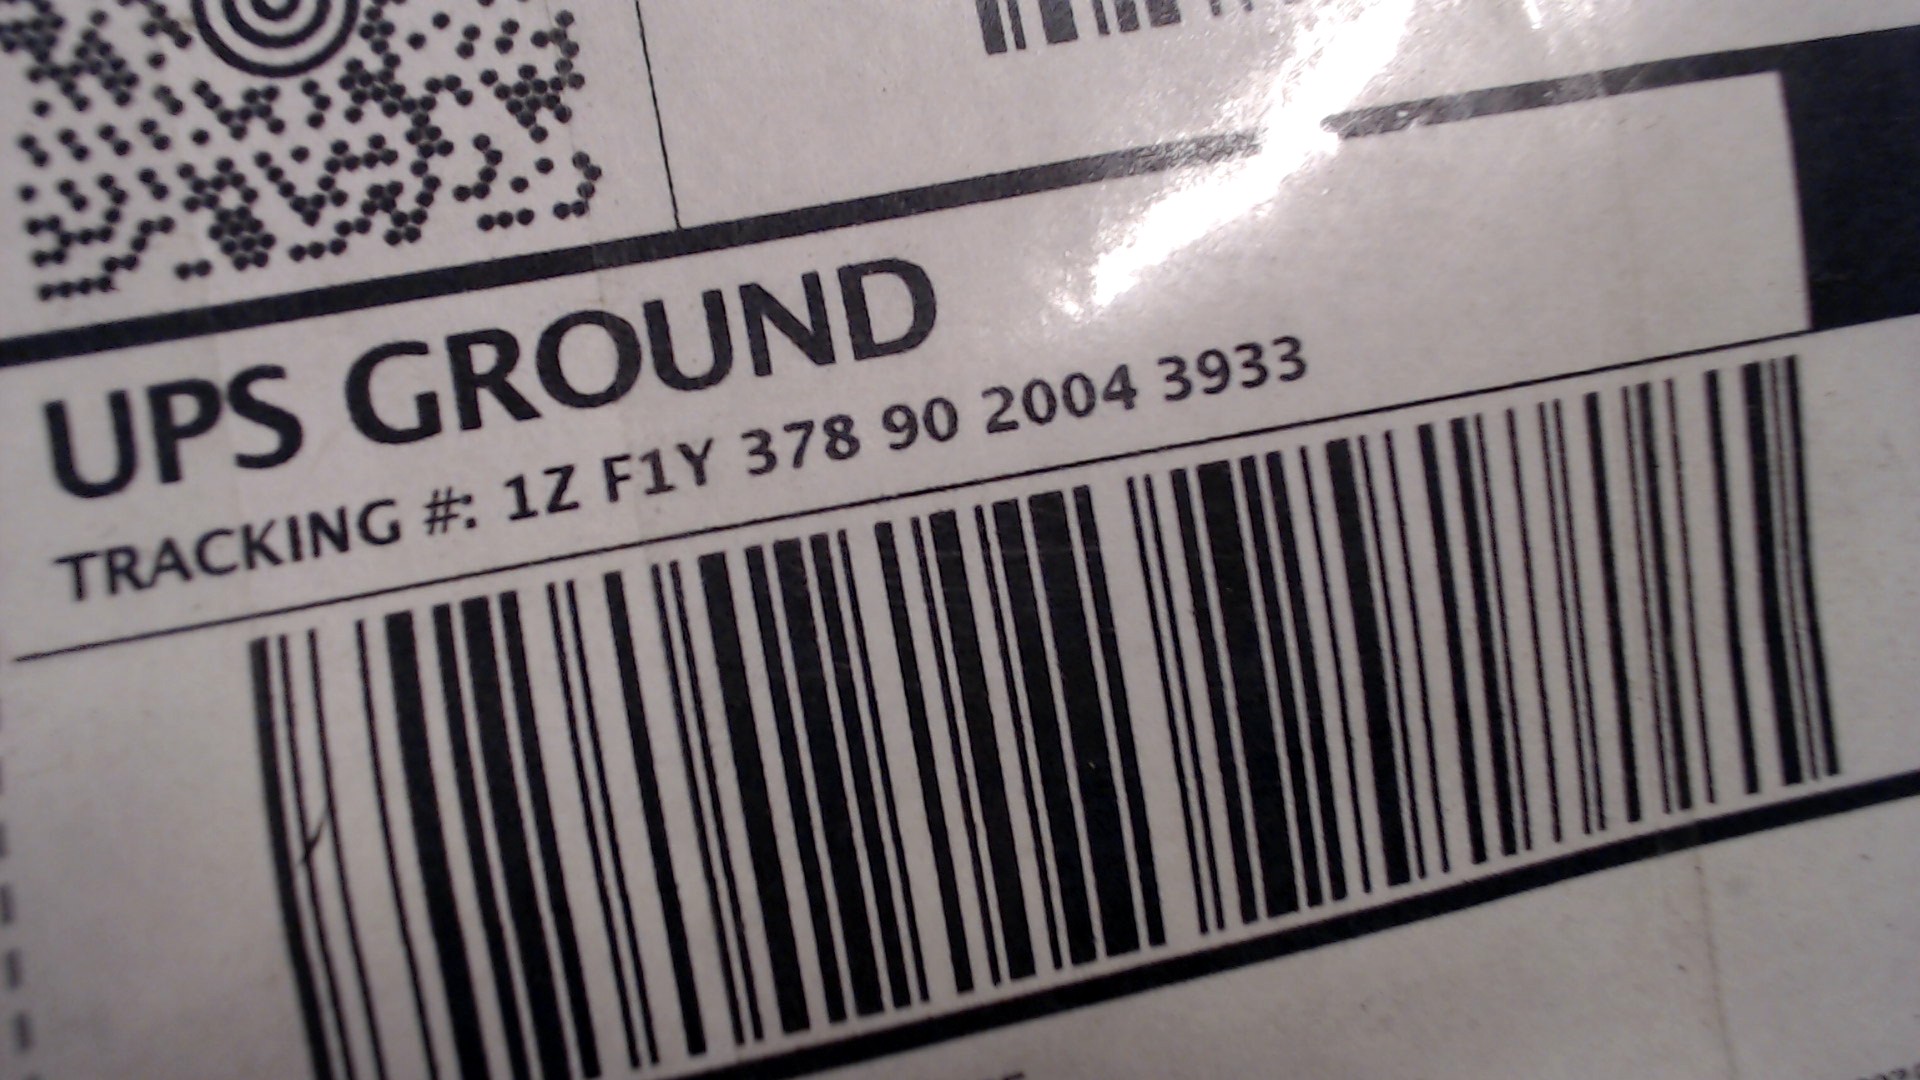 UPS GROUND
TRACKING #: 1Z F1Y 378 90 2004 3933